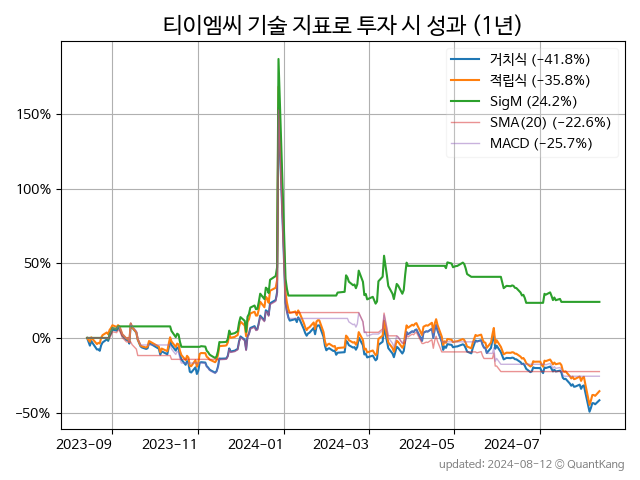 티이엠씨 기술 지표로 투자 시 성과 (1년)
거치식 (−41.8%)
적립식 (−35.8%)
SigM (24.2%)
SMA(20) (−22.6%)
MACD (−25.7%)
150%
100%
50%
0%
−50%
2023−09 2023−11 2024−01 2024−03 2024−05 2024−07
updated: 2024−08−12 © QuantKang